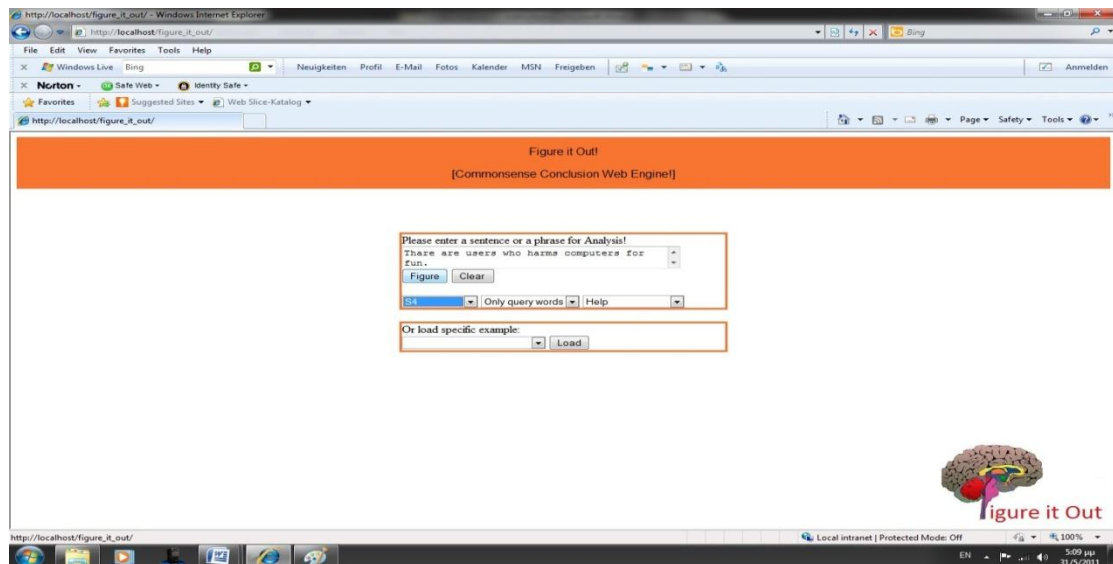 http://localhost/figure_it_out/ - Windows Internet Explorer
http://localhost/figure_it_out/ Bing
File Edit View Favorites Tools Help
x Windows Live Bing Neuigkeiten Profil E-Mail Fotos Kalender MSN Freigeben Anmelden
x Norton - Safe Web - Identity Safe -
Favorites Suggested Sites Web Slice-Katalog
http://localhost/figure_it_out/ Page Safety Tools
Figure it Out!
[Commonsense Conclusion Web Engine!]
Please enter a sentence or a phrase for Analysis!
Thare are users who harms computers for
fun.
Figure Clear
S4 Only query words Help
Or load specific example:
Load
igure it Out
http://localhost/figure_it_out/ Local intranet | Protected Mode: Off 100%
EN 5:09 μμ
31/5/2011